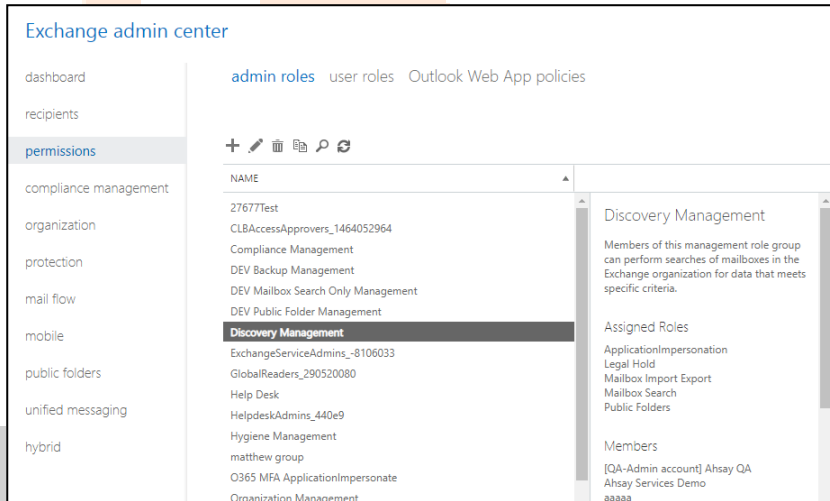 Exchange admin center
dashboard
recipients
permissions
compliance management
organization
protection
mail flow
mobile
public folders
unified messaging
hybrid
admin roles user roles Outlook Web App policies
NAME
27677Test
CLBAccessApprovers_1464052964
Compliance Management
DEV Backup Management
DEV Mailbox Search Only Management
DEV Public Folder Management
Discovery Management
ExchangeServiceAdmins_-8106033
GlobalReaders_290520080
Help Desk
HelpdeskAdmins_440e9
Hygiene Management
matthew group
O365 MFA ApplicationImpersonate
Organization Management
Discovery Management
Members of this management role group
can perform searches of mailboxes in the
Exchange organization for data that meets
specific criteria.
Assigned Roles
ApplicationImpersonation
Legal Hold
Mailbox Import Export
Mailbox Search
Public Folders
Members
[QA-Admin account] Ahsay QA
Ahsay Services Demo
aaaaa